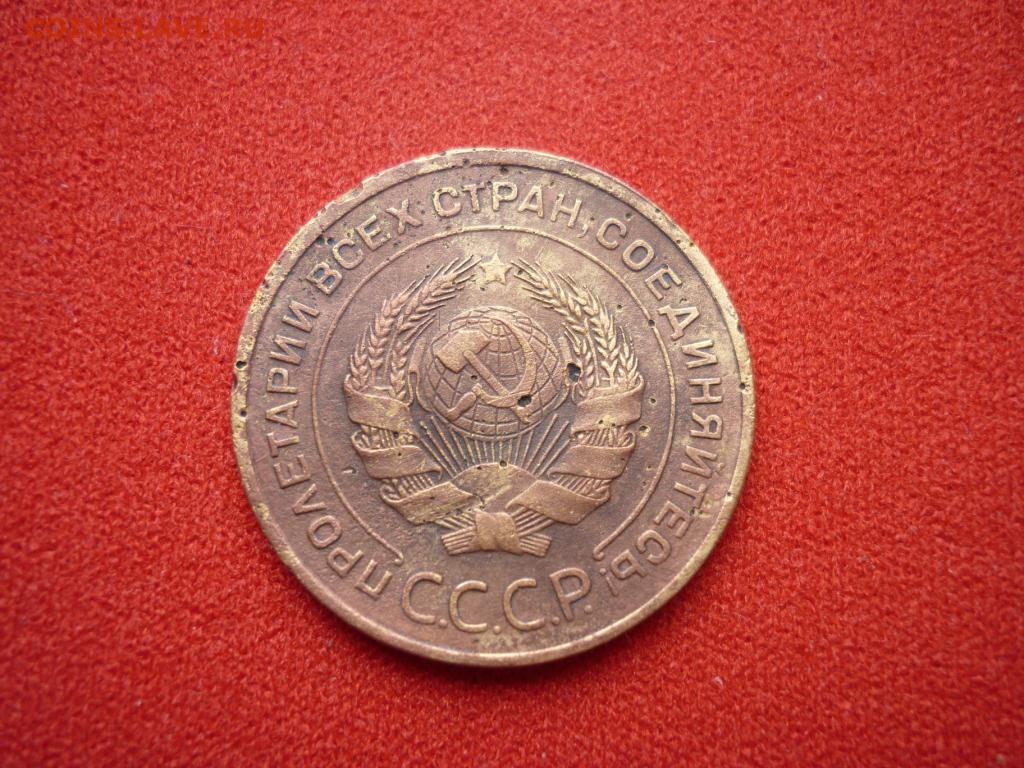 COINS.LAVE.RU
ПРОЛЕТАРИИ ВСЕХ СТРАН, СОЕДИНЯЙТЕСЬ!
С.С.С.Р.